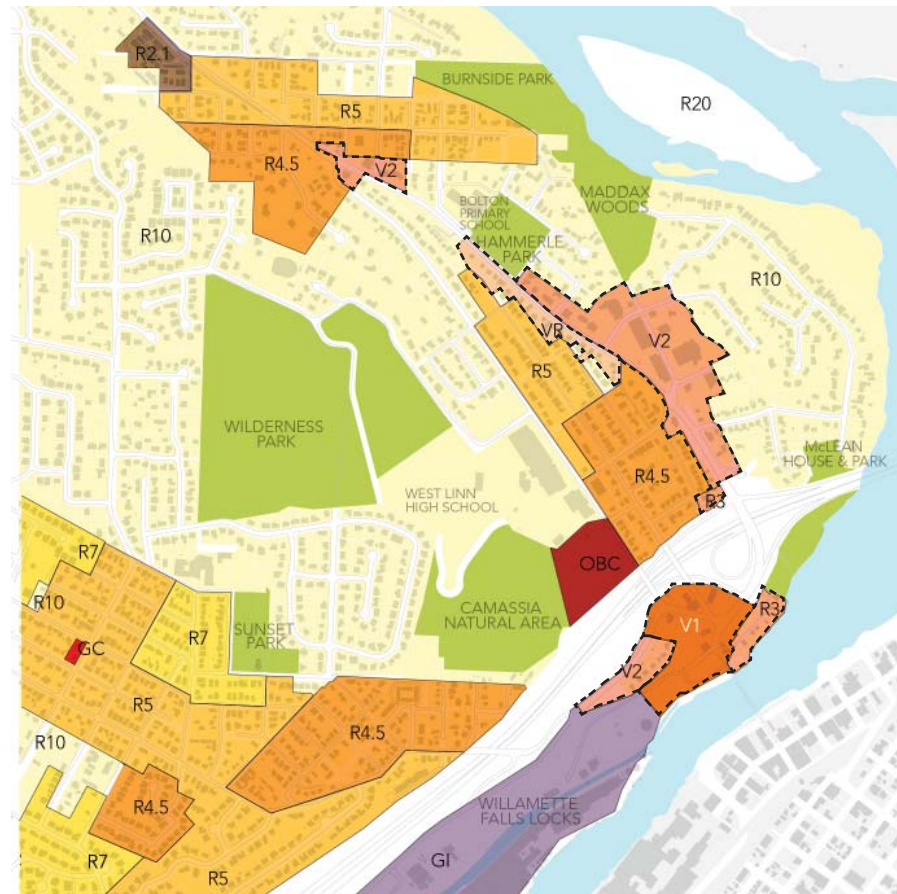 R2.1
BURNSIDE PARK
R5
R20
R4.5
V2
MADDAX
WOODS
BOLTON
PRIMARY
SCHOOL
HAMMERLE
PARK
R10
R10
VR
V2
R5
WILDERNESS
PARK
McLEAN
HOUSE & PARK
R4.5
WEST LINN
HIGH SCHOOL
R3
R7
OBC
R10
CAMASSIA
NATURAL AREA
R3
V1
SUNSET
PARK
R7
GC
V2
R5
R4.5
R10
R4.5
WILLAMETTE
FALLS LOCKS
R7
GI
R5